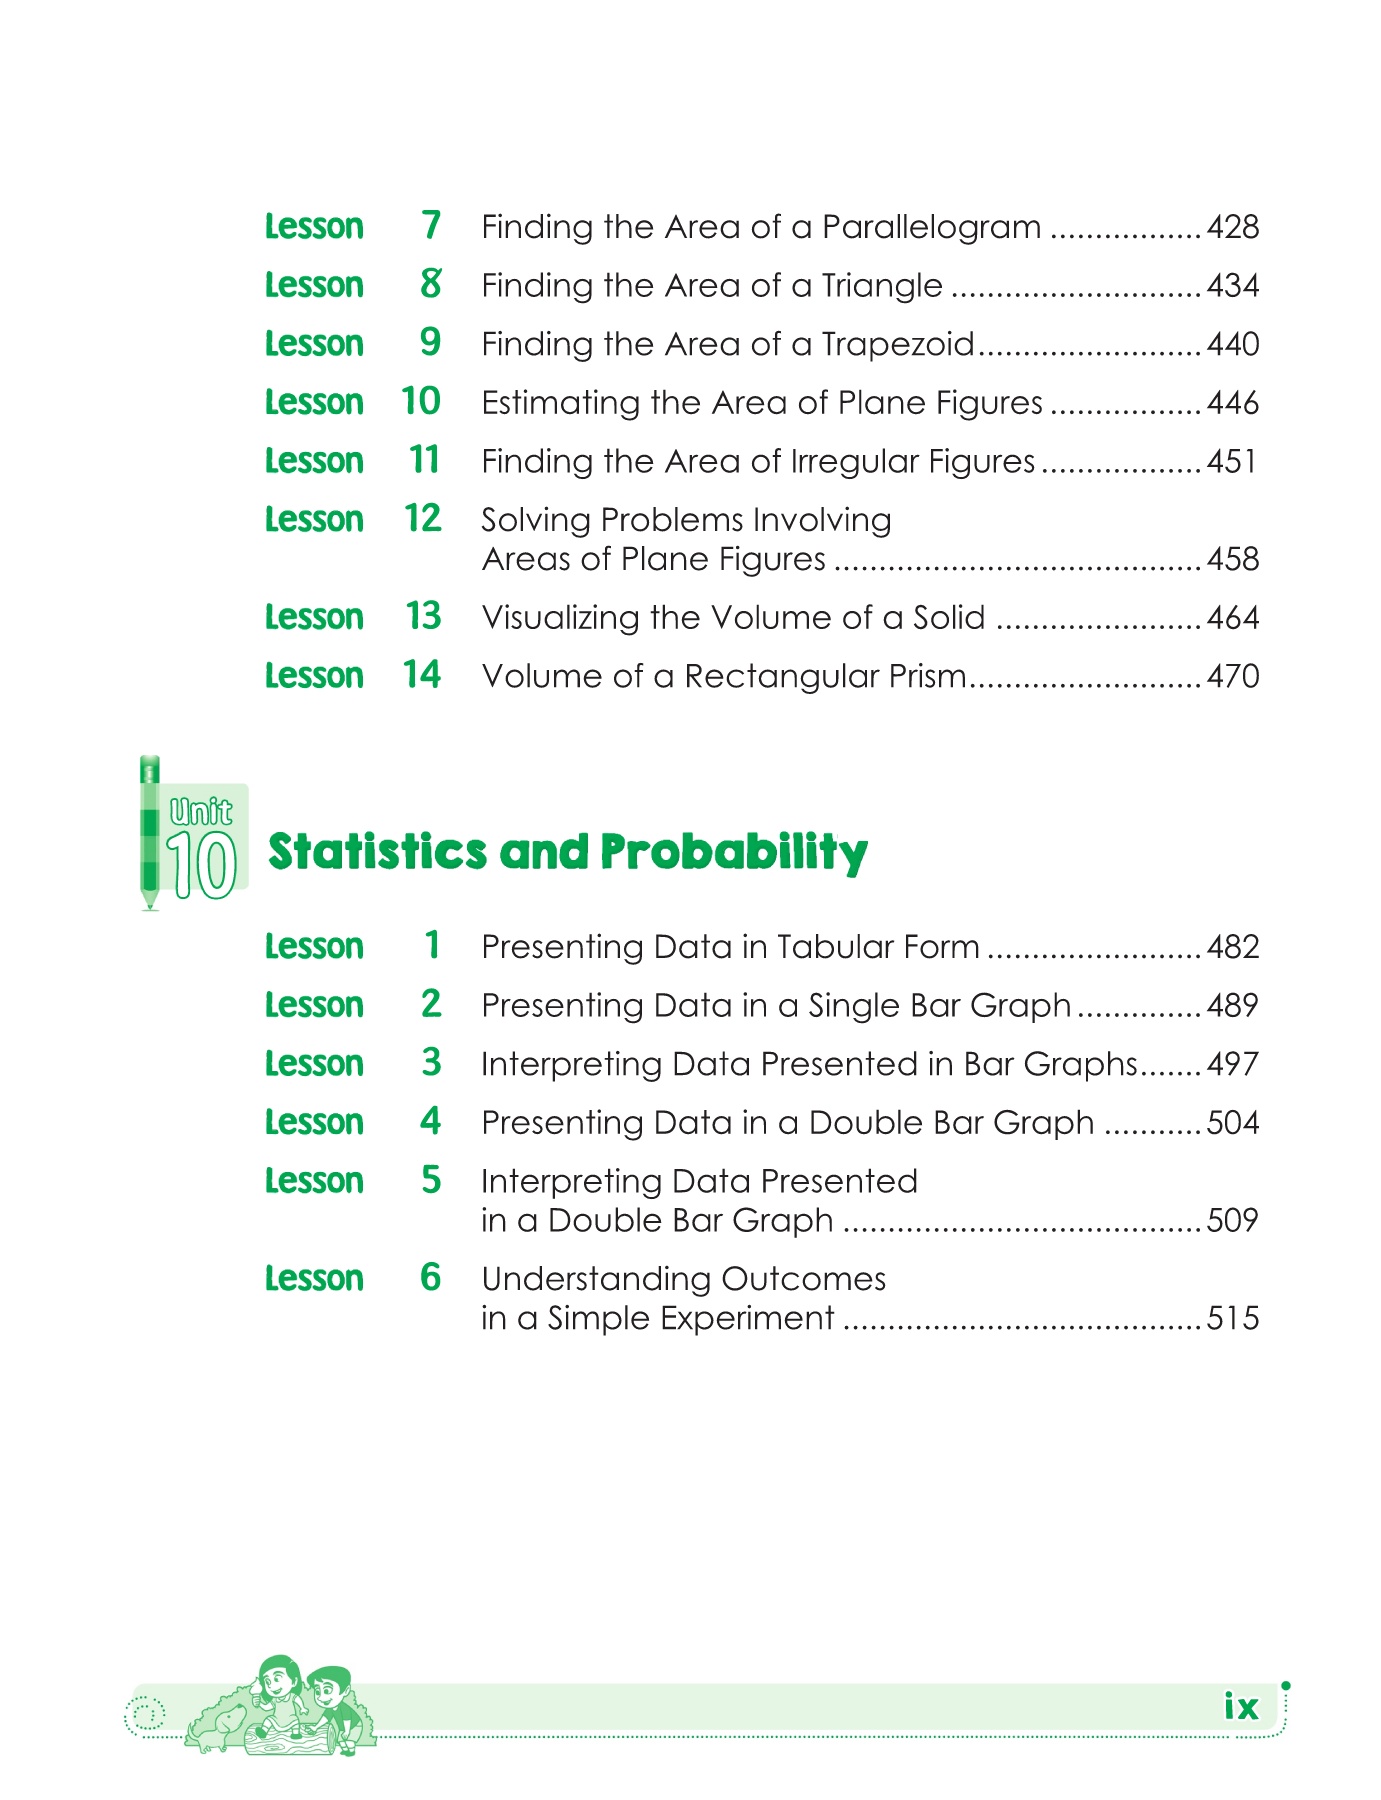 Lesson 7 Finding the Area of a Parallelogram ................. 428
Lesson 8 Finding the Area of a Triangle ............................ 434
Lesson 9 Finding the Area of a Trapezoid......................... 440
Lesson 10 Estimating the Area of Plane Figures ................. 446
Lesson 11 Finding the Area of Irregular Figures .................. 451
Lesson 12 Solving Problems Involving
Areas of Plane Figures ......................................... 458
Lesson 13 Visualizing the Volume of a Solid ....................... 464
Lesson 14 Volume of a Rectangular Prism.......................... 470
Unit
10 Statistics and Probability
Lesson 1 Presenting Data in Tabular Form ........................ 482
Lesson 2 Presenting Data in a Single Bar Graph .............. 489
Lesson 3 Interpreting Data Presented in Bar Graphs....... 497
Lesson 4 Presenting Data in a Double Bar Graph ........... 504
Lesson 5 Interpreting Data Presented
in a Double Bar Graph ........................................ 509
Lesson 6 Understanding Outcomes
in a Simple Experiment ........................................ 515
ix